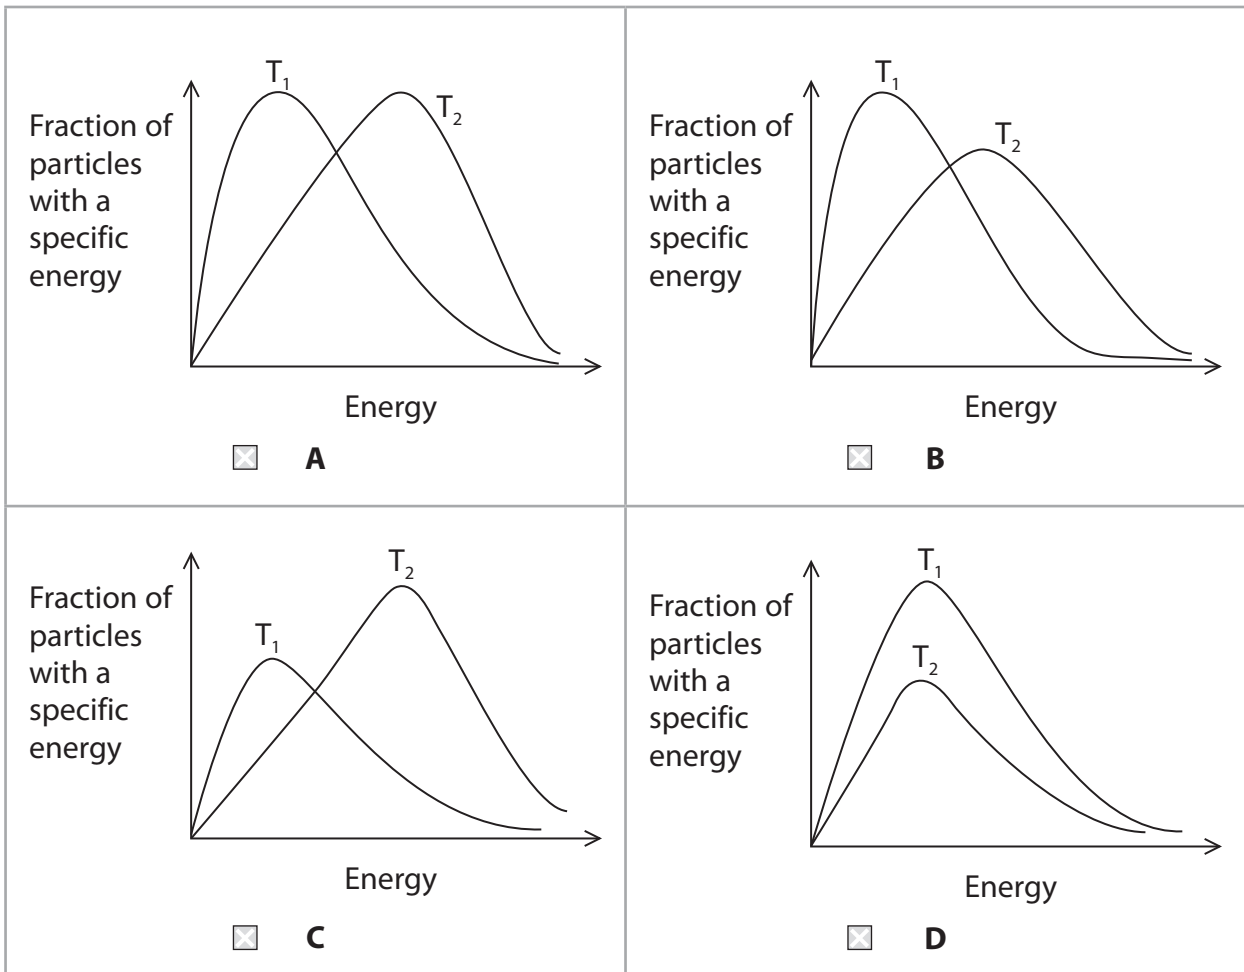 T₁
T₂
Fraction of
particles
with a
specific
energy
Energy
A
T₁
T₂
Fraction of
particles
with a
specific
energy
Energy
B
T₂
T₁
Fraction of
particles
with a
specific
energy
Energy
C
T₁
T₂
Fraction of
particles
with a
specific
energy
Energy
D